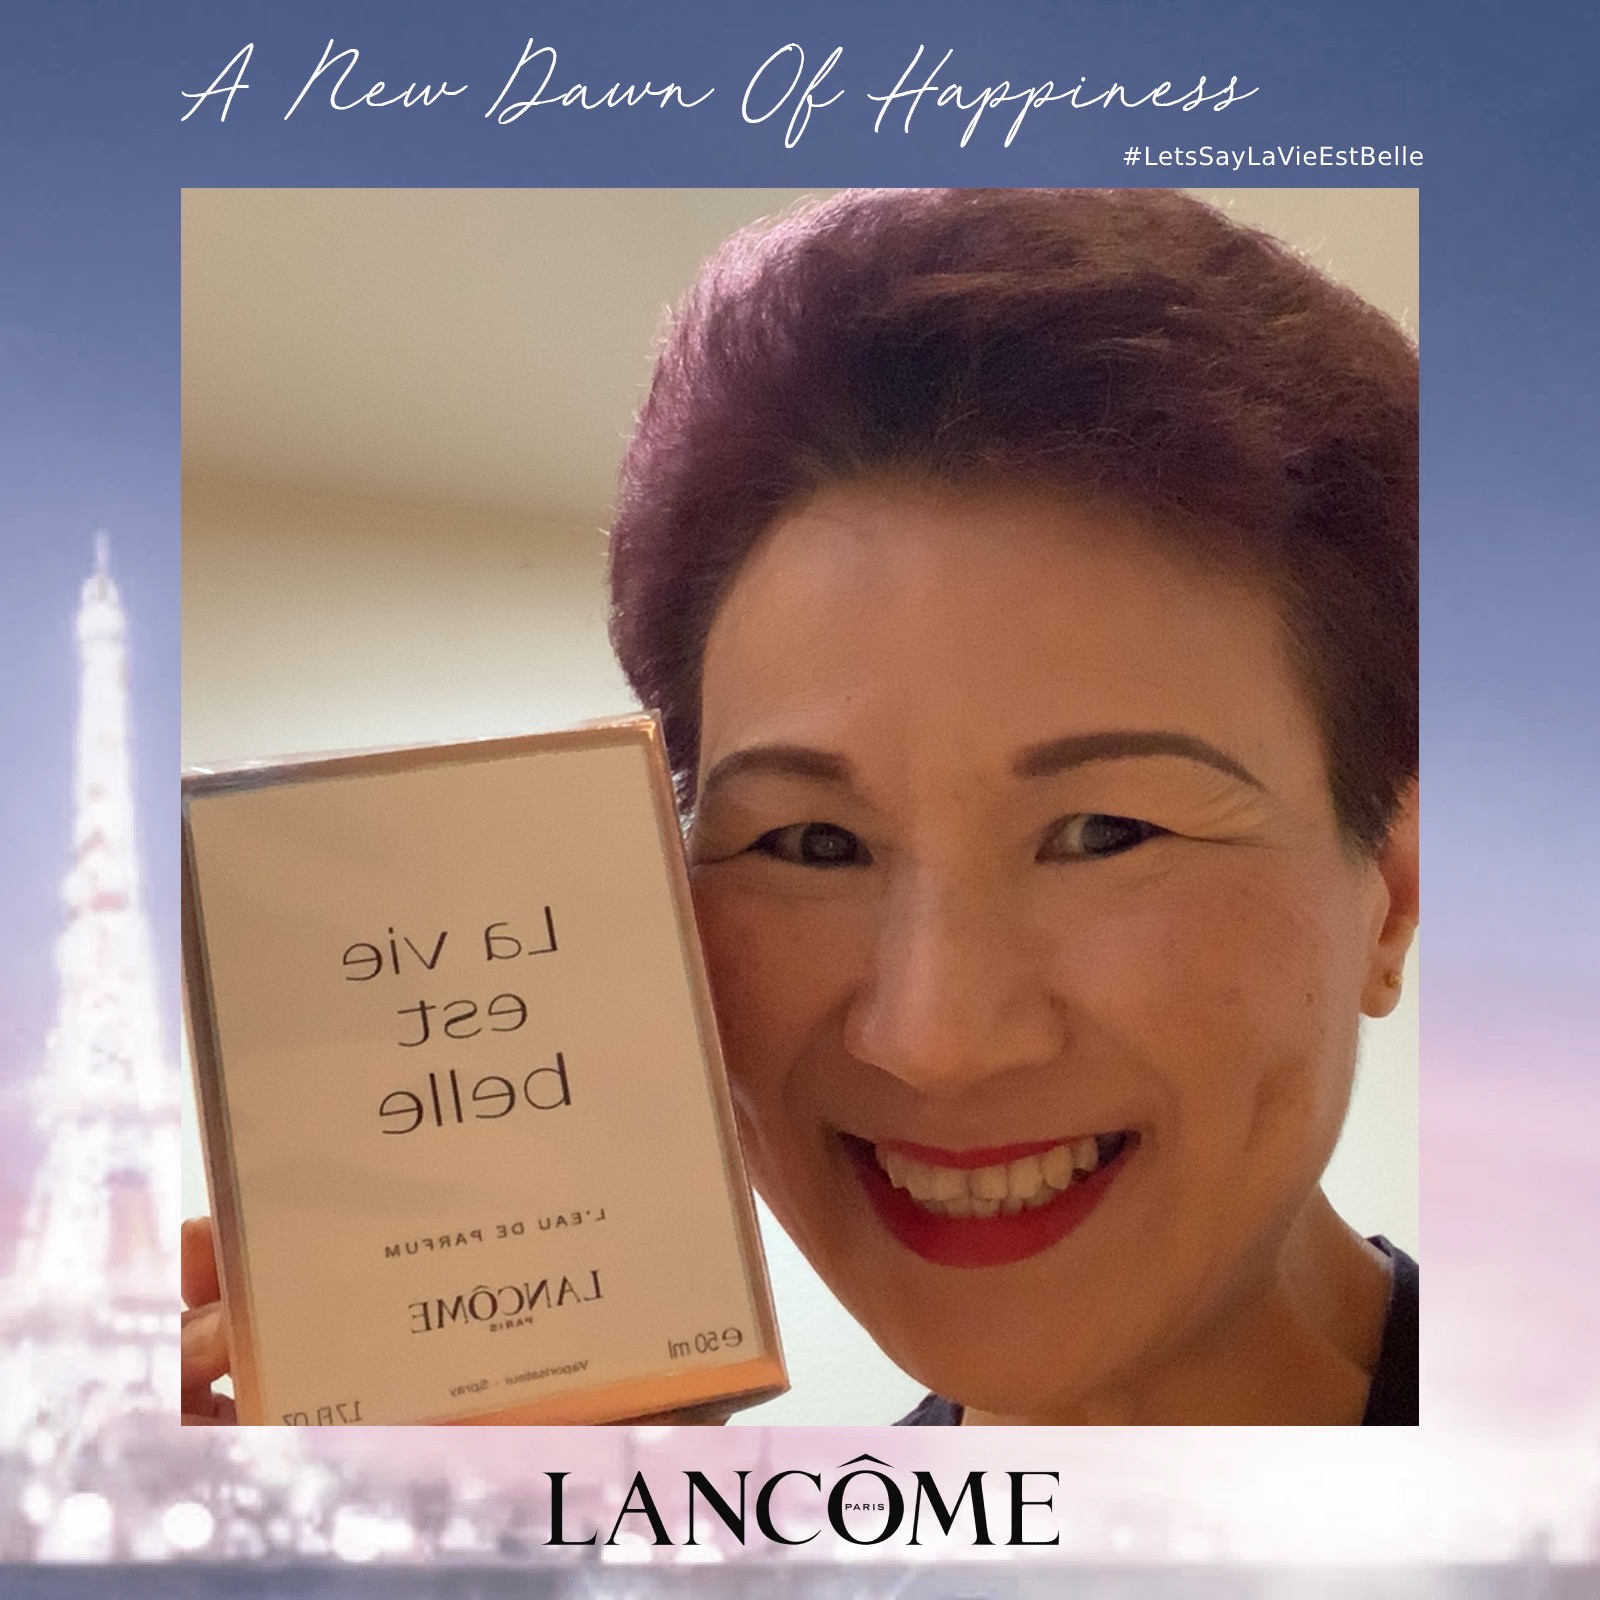 A New Dawn Of Happiness
#LetsSayLaVieEstBelle
La vie
est
belle
L'EAU DE PARFUM
LANCÔME
PARIS
℮50 ml
Vaporisateur - Spray
1.7 Fl.OZ
LANCÔME
PARIS